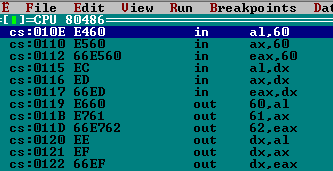 E File Edit View Run Breakpoints Dat
[■]=CPU 80486
cs:010E E460 in al,60
cs:0110 E560 in ax,60
cs:0112 66E560 in eax,60
cs:0115 EC in al,dx
cs:0116 ED in ax,dx
cs:0117 66ED in eax,dx
cs:0119 E660 out 60,al
cs:011B E761 out 61,ax
cs:011D 66E762 out 62,eax
cs:0120 EE out dx,al
cs:0121 EF out dx,ax
cs:0122 66EF out dx,eax